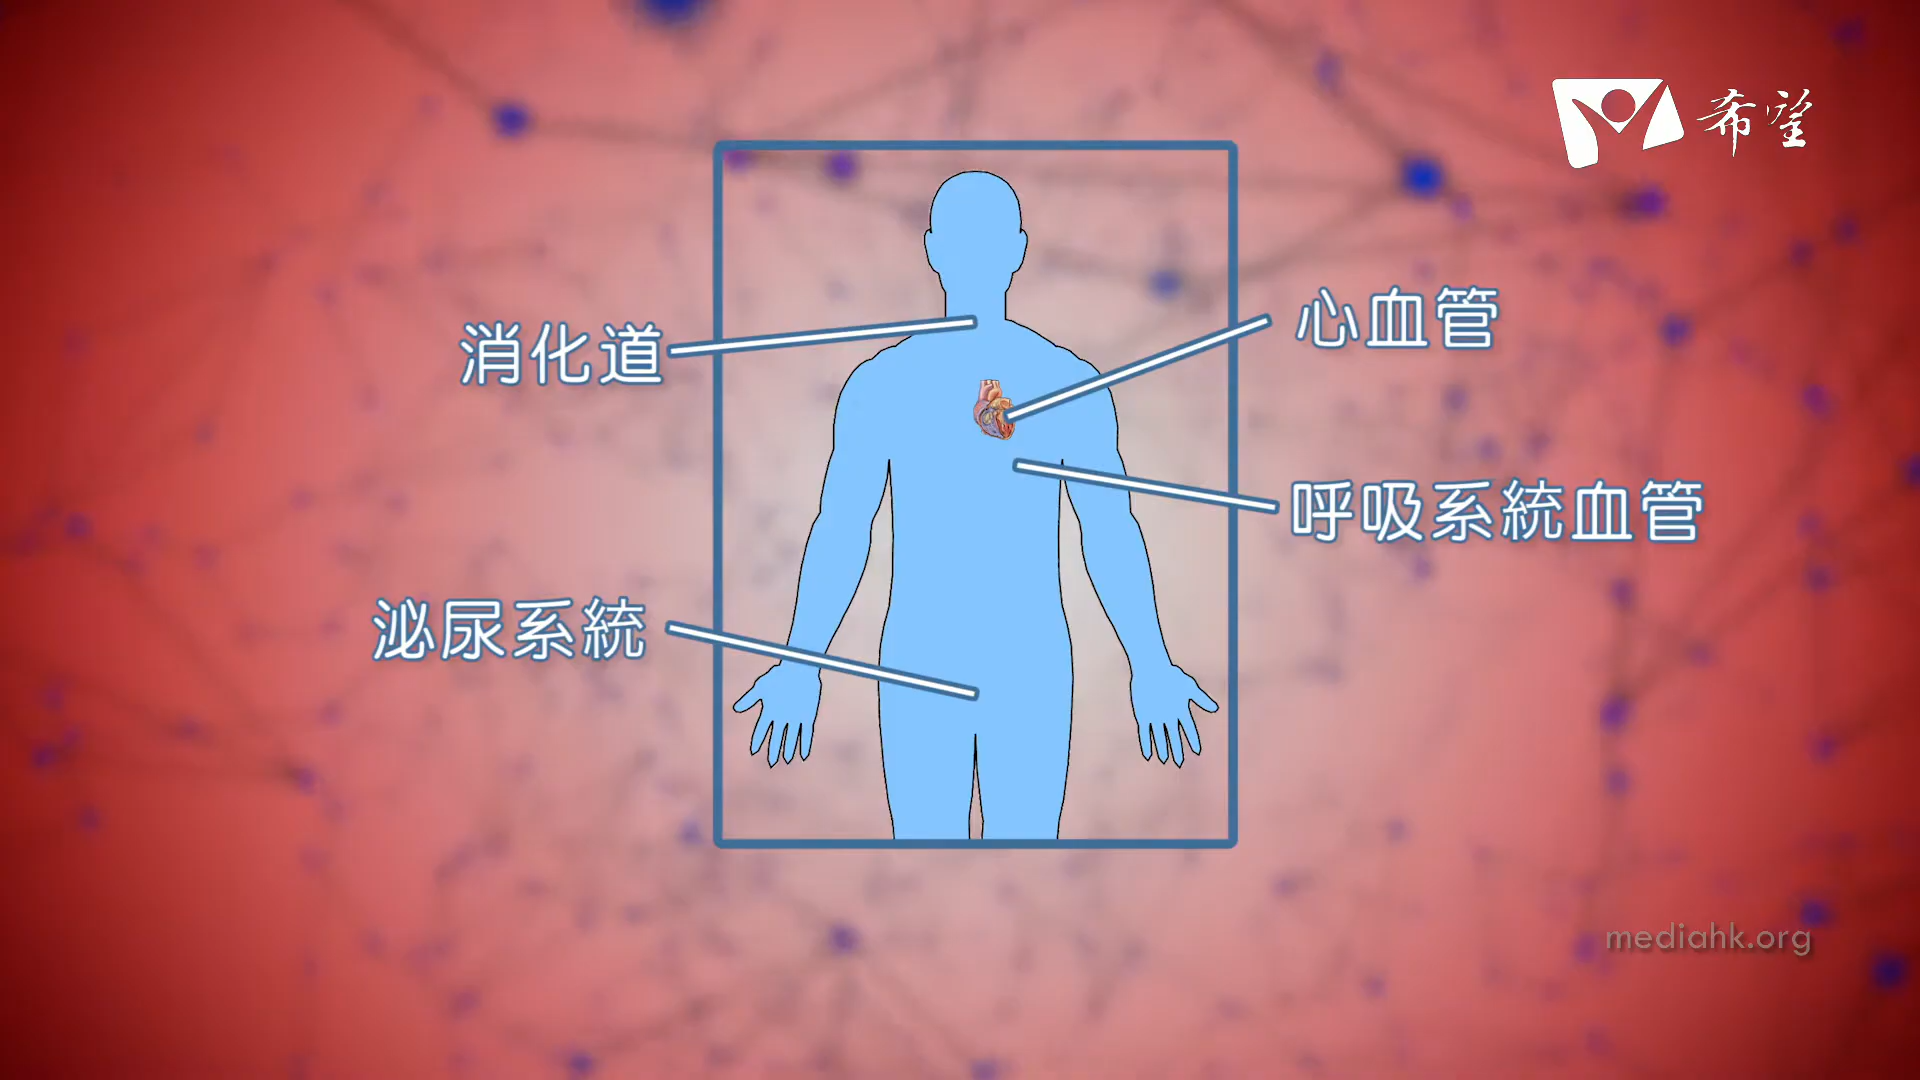 希望
消化道
心血管
呼吸系統血管
泌尿系統
mediahk.org